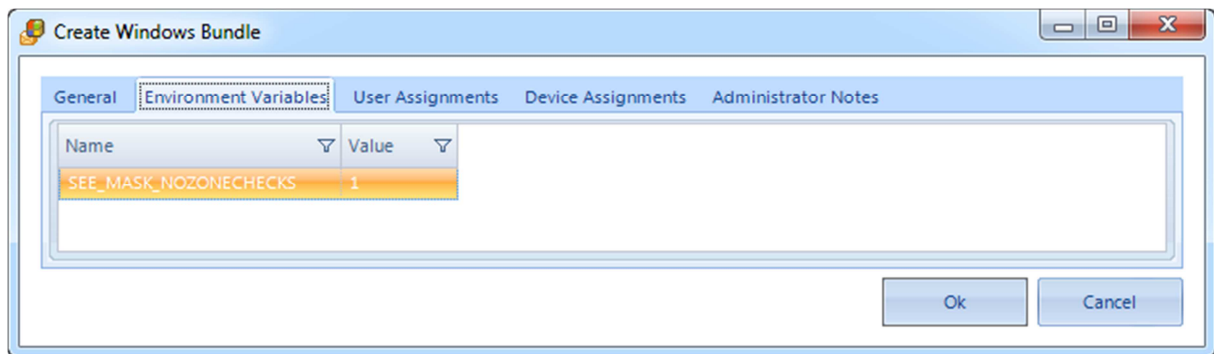 Create Windows Bundle
General Environment Variables User Assignments Device Assignments Administrator Notes
Name Value
SEE_MASK_NOZONECHECKS 1
Ok Cancel